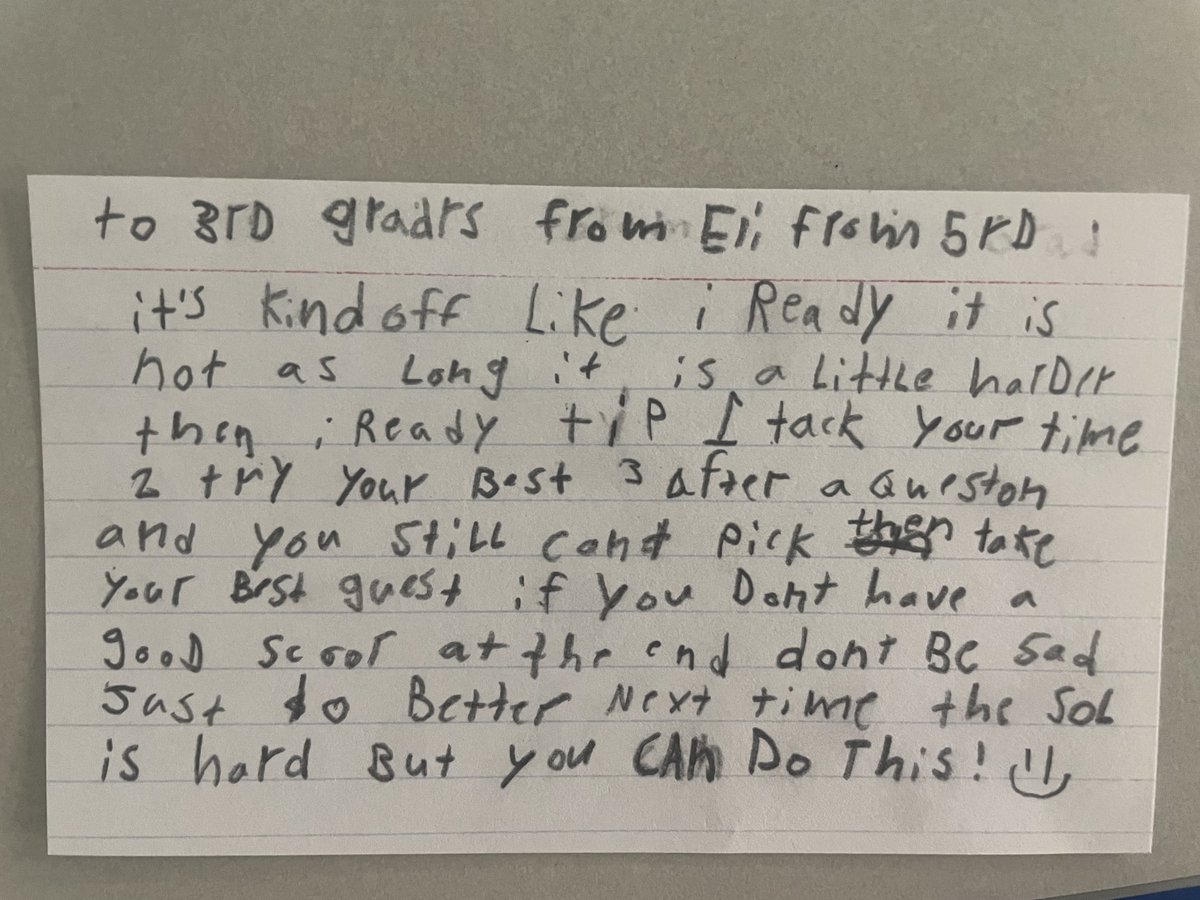 to 3rD gradrs from Eli from 5rD
it's kind off Like i Ready it is
not as Long it is a Little harDer
then i Ready tip 1 tack your time
2 try your Best 3 after a Queston
and you still cant pick then take
your Best guest if you Dont have a
gooD scoor at the end dont Be sad
Just do Better Next time the SOL
is hard But you CAn Do This!